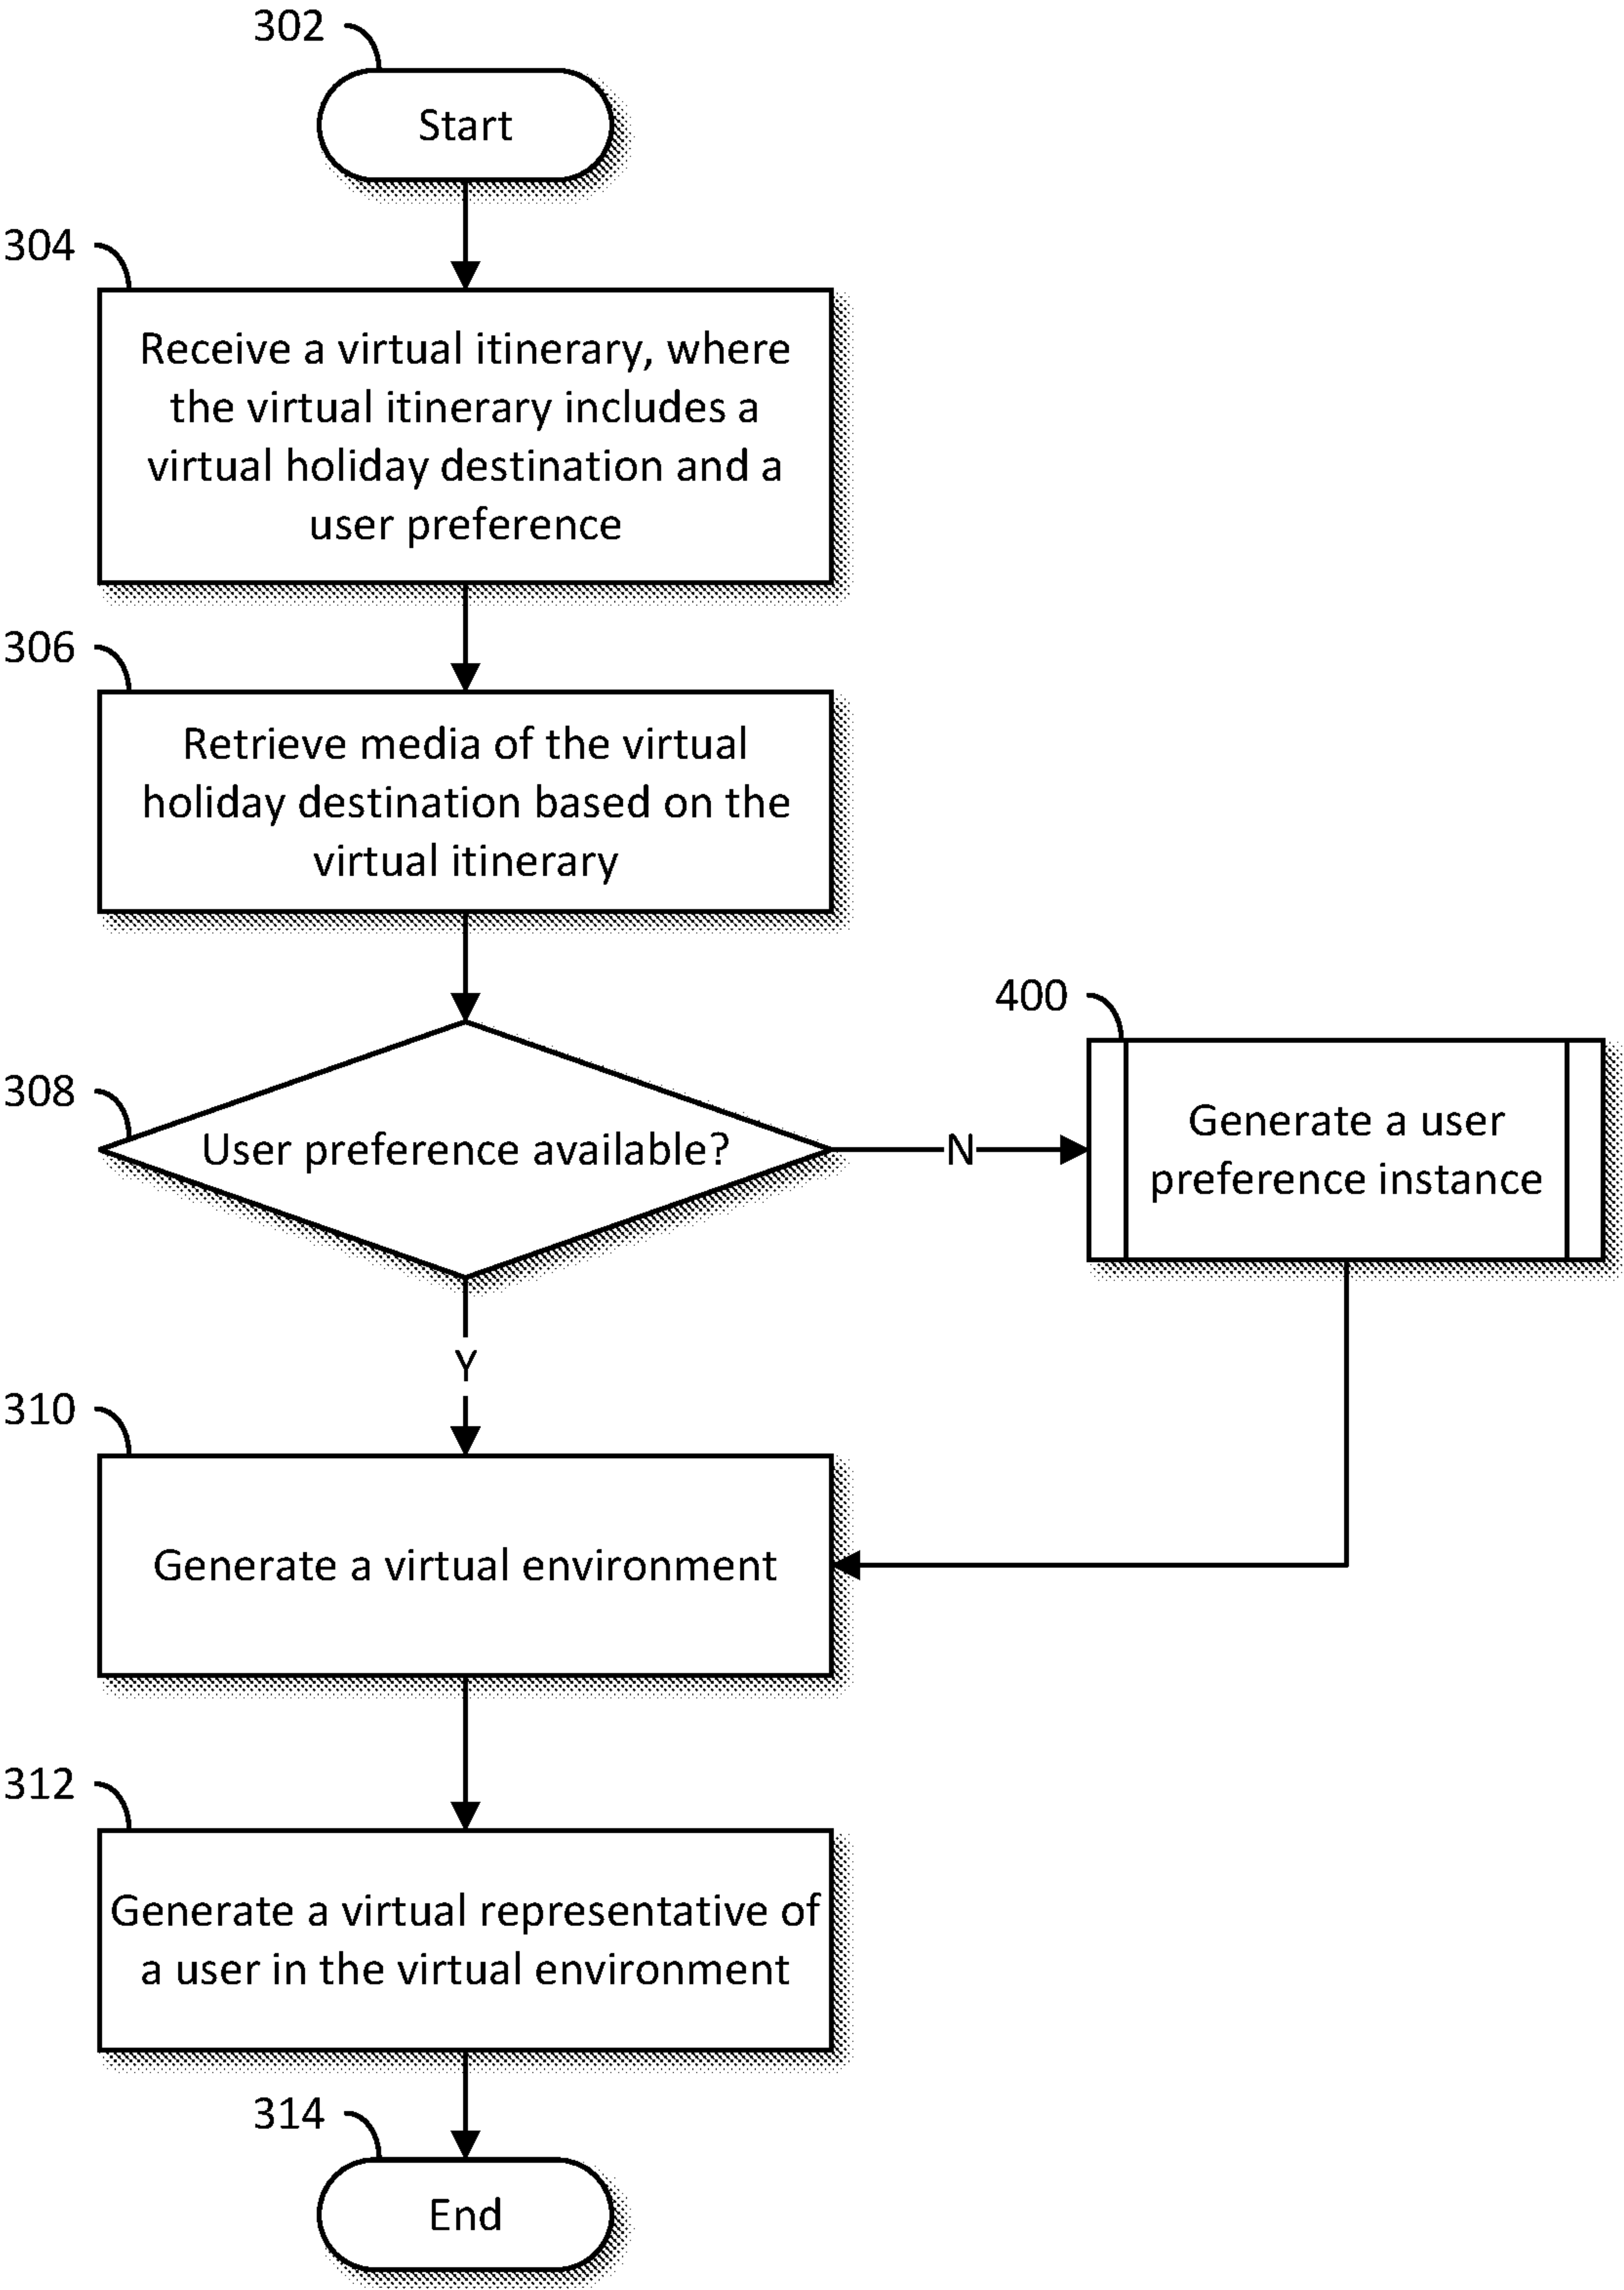 302
Start
304
Receive a virtual itinerary, where
the virtual itinerary includes a
virtual holiday destination and a
user preference
306
Retrieve media of the virtual
holiday destination based on the
virtual itinerary
308
User preference available?
N
400
Generate a user
preference instance
Y
310
Generate a virtual environment
312
Generate a virtual representative of
a user in the virtual environment
314
End